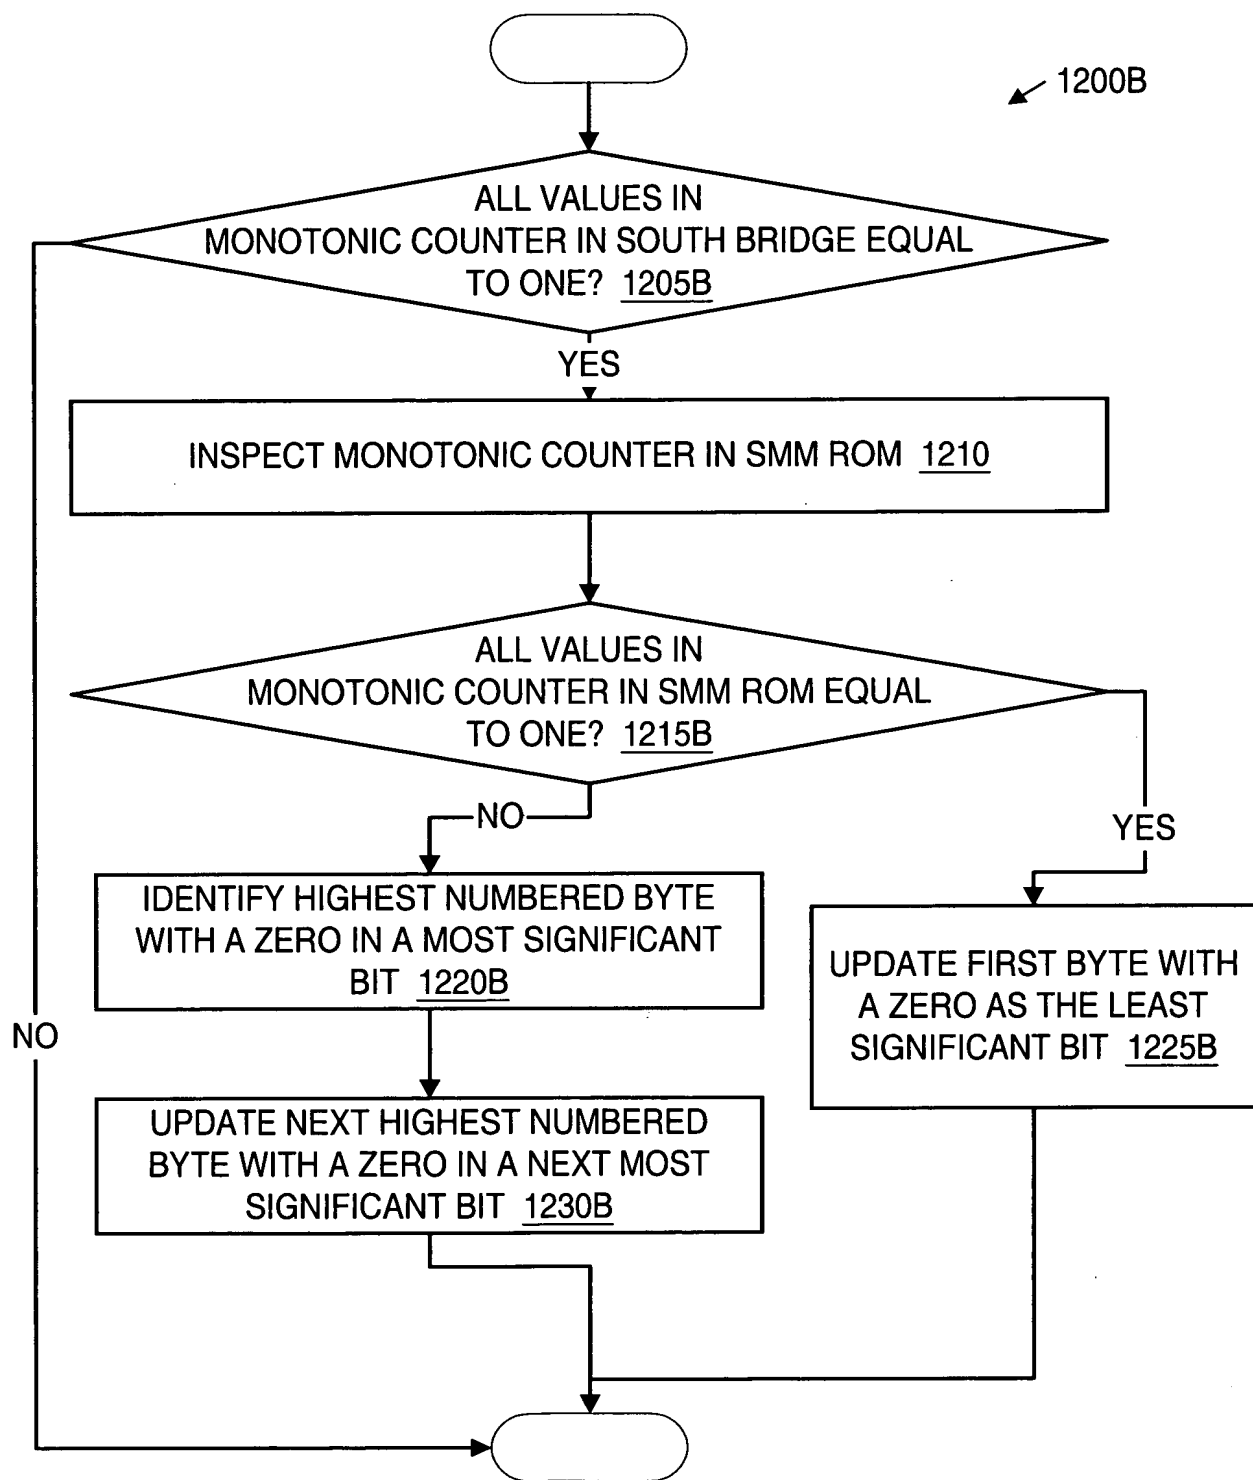 1200B
ALL VALUES IN
MONOTONIC COUNTER IN SOUTH BRIDGE EQUAL
TO ONE? 1205B
YES
INSPECT MONOTONIC COUNTER IN SMM ROM 1210
ALL VALUES IN
MONOTONIC COUNTER IN SMM ROM EQUAL
TO ONE? 1215B
NO
YES
IDENTIFY HIGHEST NUMBERED BYTE
WITH A ZERO IN A MOST SIGNIFICANT
BIT 1220B
UPDATE FIRST BYTE WITH
A ZERO AS THE LEAST
SIGNIFICANT BIT 1225B
NO
UPDATE NEXT HIGHEST NUMBERED
BYTE WITH A ZERO IN A NEXT MOST
SIGNIFICANT BIT 1230B